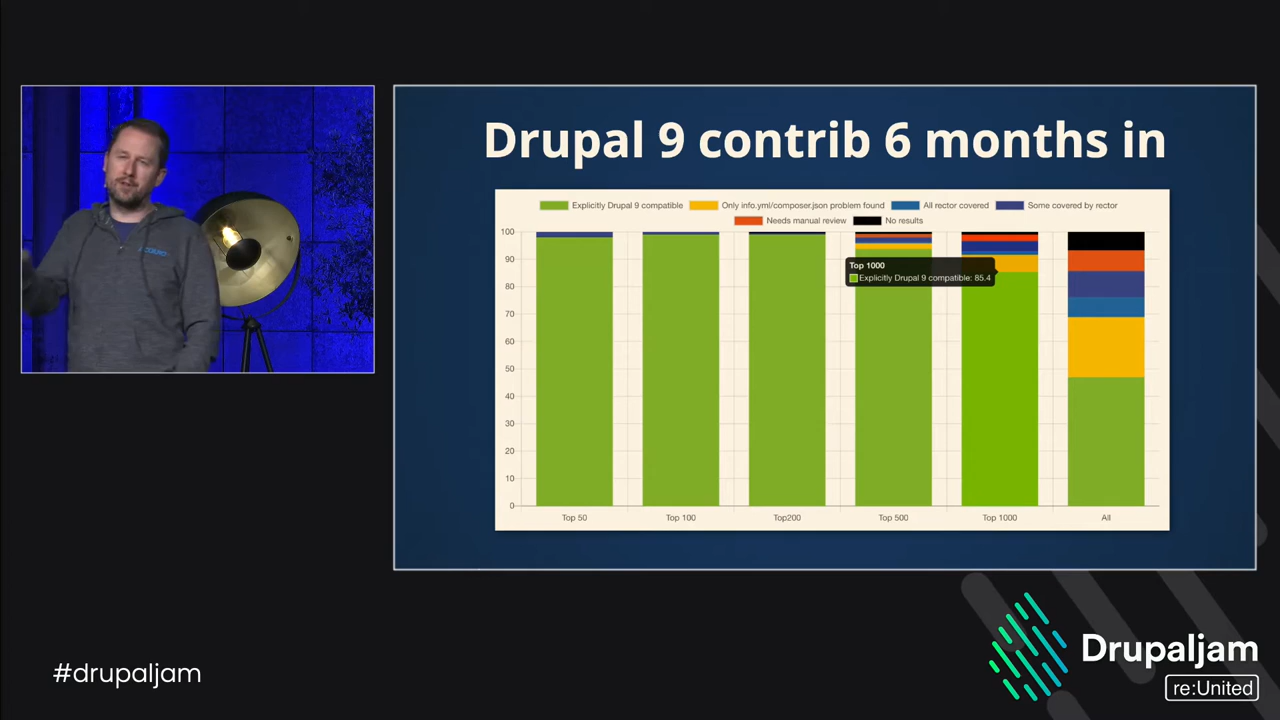 Drupal 9 contrib 6 months in
Explicitly Drupal 9 compatible Only info.yml/composer.json problem found All rector covered Some covered by rector
Needs manual review No results
100
90
80
70
60
50
40
30
20
10
0
Top 1000
Explicitly Drupal 9 compatible: 85.4
Top 50 Top 100 Top200 Top 500 Top 1000 All
#drupaljam
Drupaljam
re:United